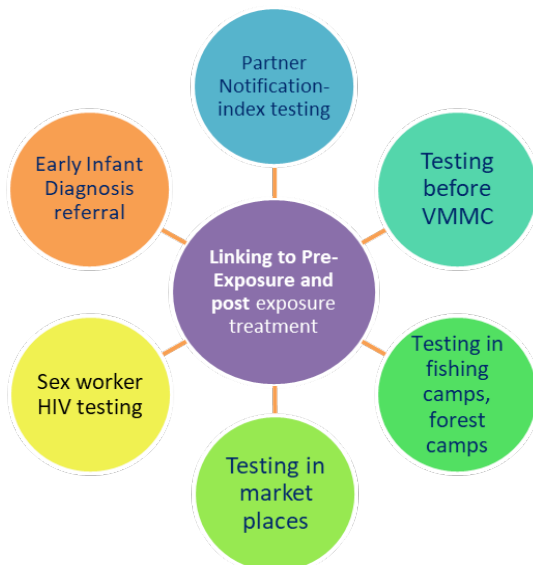 Partner
Notification-
index testing
Early Infant
Diagnosis
referral
Testing
before
VMMC
Linking to Pre-
Exposure and
post exposure
treatment
Sex worker
HIV testing
Testing in
fishing
camps,
forest
camps
Testing in
market
places